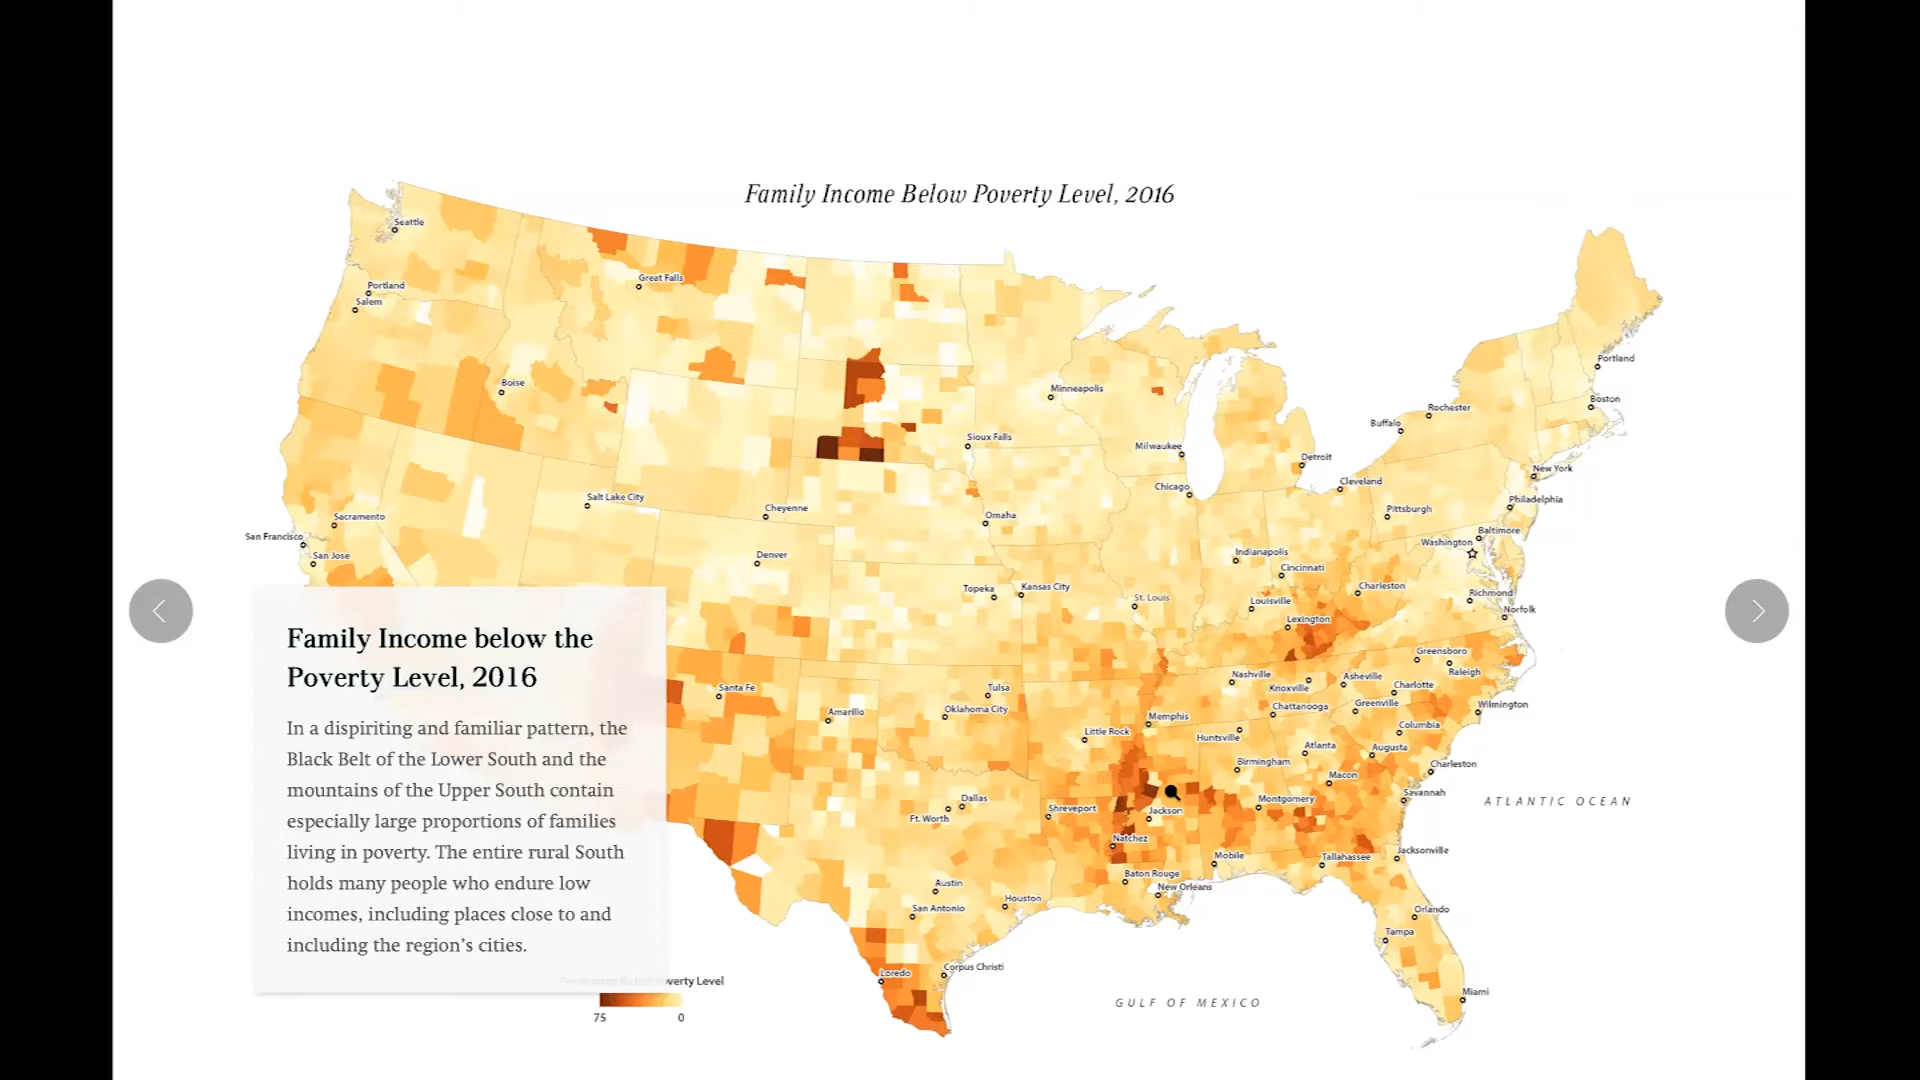 Family Income Below Poverty Level, 2016
Seattle
Great Falls
Portland
Salem
Portland
Boise
Minneapolis
Boston
Rochester
Buffalo
Sioux Falls
Milwaukee
Detroit
New York
Cleveland
Chicago
Salt Lake City
Philadelphia
Cheyenne
Pittsburgh
Omaha
Sacramento
Baltimore
San Francisco
Washington
Indianapolis
San Jose
Denver
Cincinnati
Topeka
Kansas City
Charleston
Richmond
St. Louis
Louisville
Norfolk
Lexington
Family Income below the
Poverty Level, 2016
In a dispiriting and familiar pattern, the
Black Belt of the Lower South and the
mountains of the Upper South contain
especially large proportions of families
living in poverty. The entire rural South
holds many people who endure low
incomes, including places close to and
including the region's cities.
Greensboro
Raleigh
Nashville
Asheville
Knoxville
Charlotte
Santa Fe
Tulsa
Greenville
Wilmington
Chattanooga
Oklahoma City
Amarillo
Memphis
Columbia
Little Rock
Huntsville
Atlanta
Augusta
Birmingham
Charleston
Macon
Savannah
Dallas
Montgomery
ATLANTIC OCEAN
Shreveport
Jackson
Ft. Worth
Natchez
Jacksonville
Mobile
Tallahassee
Baton Rouge
Austin
New Orleans
Houston
San Antonio
Orlando
Tampa
Corpus Christi
Loredo
verty Level
Miami
GULF OF MEXICO
75 0